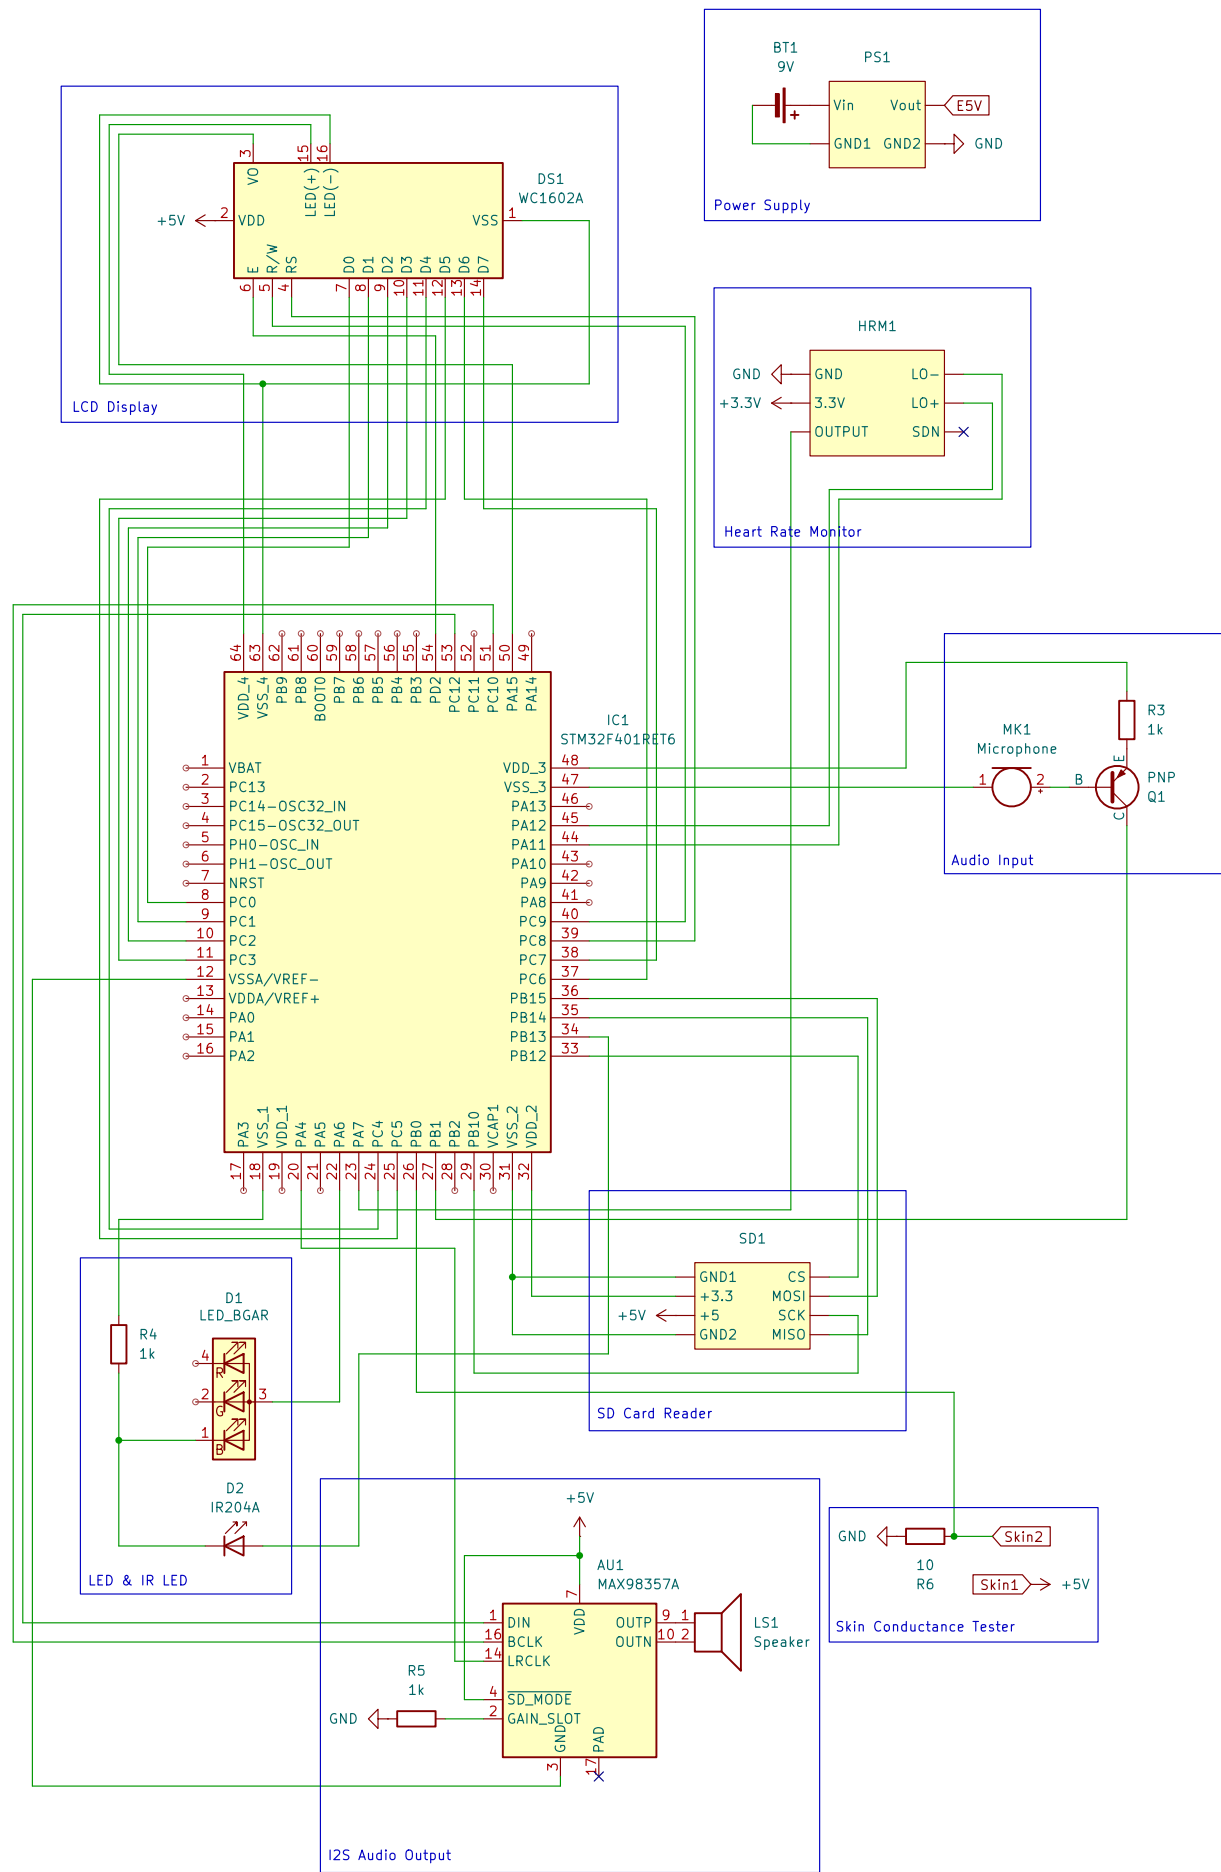 BT1
9V
PS1
Vin
Vout
E5V
GND1
GND2
GND
Power Supply
3
15
16
VO
LED(+)
LED(-)
DS1
WC1602A
+5V
2
VDD
VSS
1
E
R/W
RS
D0
D1
D2
D3
D4
D5
D6
D7
6
5
4
7
8
9
10
11
12
13
14
LCD Display
HRM1
GND
GND
LO-
+3.3V
3.3V
LO+
OUTPUT
SDN
Heart Rate Monitor
64
63
62
61
60
59
58
57
56
55
54
53
52
51
50
49
VDD_4
VSS_4
PB9
PB8
BOOT0
PB7
PB6
PB5
PB4
PB3
PD2
PC12
PC11
PC10
PA15
PA14
IC1
STM32F401RET6
1
VBAT
2
PC13
3
PC14-OSC32_IN
4
PC15-OSC32_OUT
5
PH0-OSC_IN
6
PH1-OSC_OUT
7
NRST
8
PC0
9
PC1
10
PC2
11
PC3
12
VSSA/VREF-
13
VDDA/VREF+
14
PA0
15
PA1
16
PA2
VDD_3
48
VSS_3
47
PA13
46
PA12
45
PA11
44
PA10
43
PA9
42
PA8
41
PC9
40
PC8
39
PC7
38
PC6
37
PB15
36
PB14
35
PB13
34
PB12
33
PA3
VSS_1
VDD_1
PA4
PA5
PA6
PA7
PC4
PC5
PB0
PB1
PB2
PB10
VCAP1
VSS_2
VDD_2
17
18
19
20
21
22
23
24
25
26
27
28
29
30
31
32
R3
1k
MK1
Microphone
1
2
+
B
E
C
PNP
Q1
Audio Input
SD1
GND1
CS
+3.3
MOSI
+5V
+5
SCK
GND2
MISO
SD Card Reader
D1
LED_BGAR
R4
1k
4
R
2
G
3
1
B
D2
IR204A
LED & IR LED
+5V
AU1
MAX98357A
7
VDD
1
DIN
16
BCLK
14
LRCLK
4
SD_MODE
2
GAIN_SLOT
OUTP
9
1
OUTN
10
2
LS1
Speaker
R5
1k
GND
GND
PAD
3
17
I2S Audio Output
GND
10
R6
Skin2
Skin1
+5V
Skin Conductance Tester